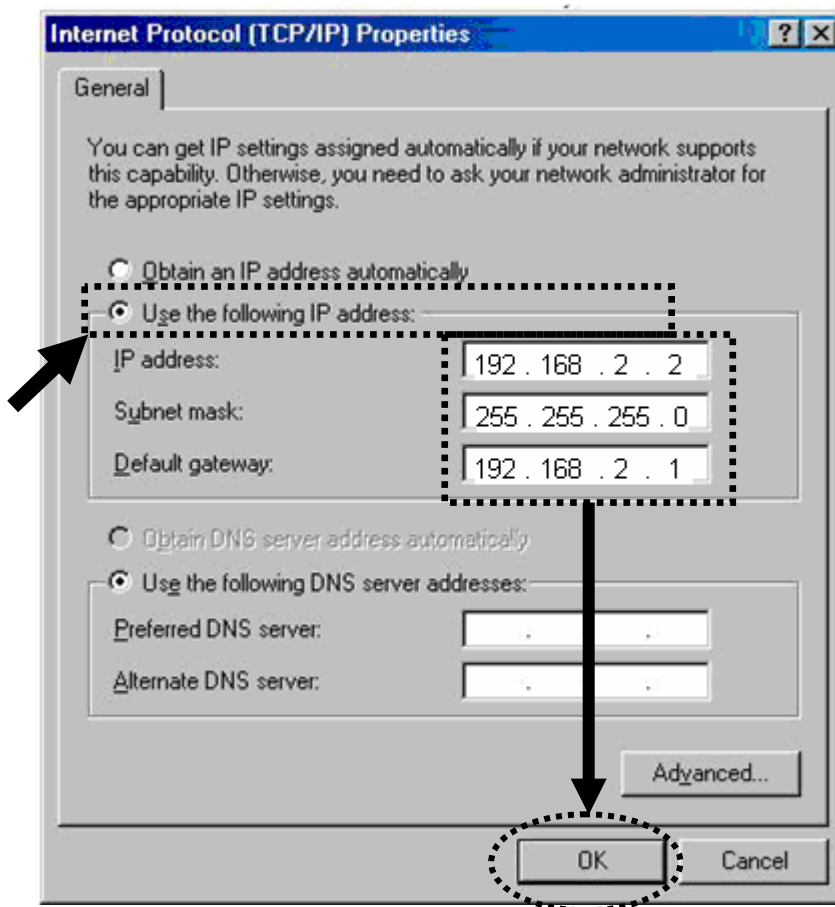 Internet Protocol (TCP/IP) Properties
General
You can get IP settings assigned automatically if your network supports
this capability. Otherwise, you need to ask your network administrator for
the appropriate IP settings.
Obtain an IP address automatically
Use the following IP address:
IP address: 192 . 168 . 2 . 2
Subnet mask: 255 . 255 . 255 . 0
Default gateway: 192 . 168 . 2 . 1
Obtain DNS server address automatically
Use the following DNS server addresses:
Preferred DNS server:
Alternate DNS server:
Advanced...
OK Cancel